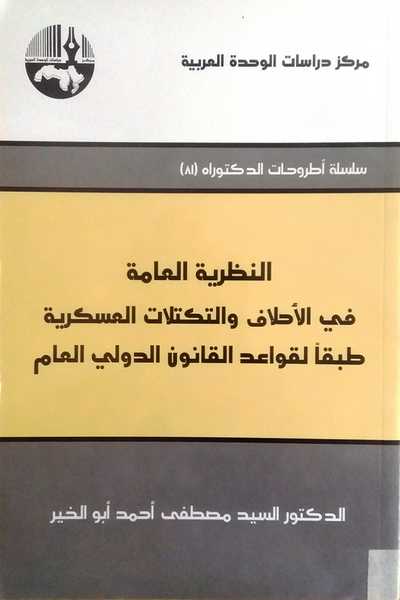 مركز دراسات الوحدة العربية
سلسلة أطروحات الدكتوراه (٨١)
النظرية العامة
في الأحلاف والتكتلات العسكرية
طبقاً لقواعد القانون الدولي العام
الدكتور السيد مصطفى أحمد أبو الخير